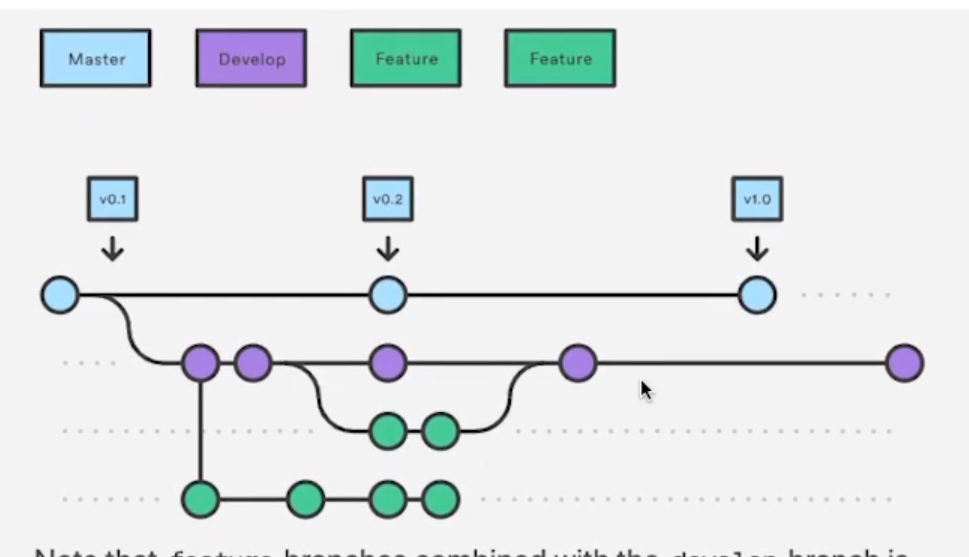 Master Develop Feature Feature
v0.1 v0.2 v1.0
Note that feature branches combined with the develop branch is